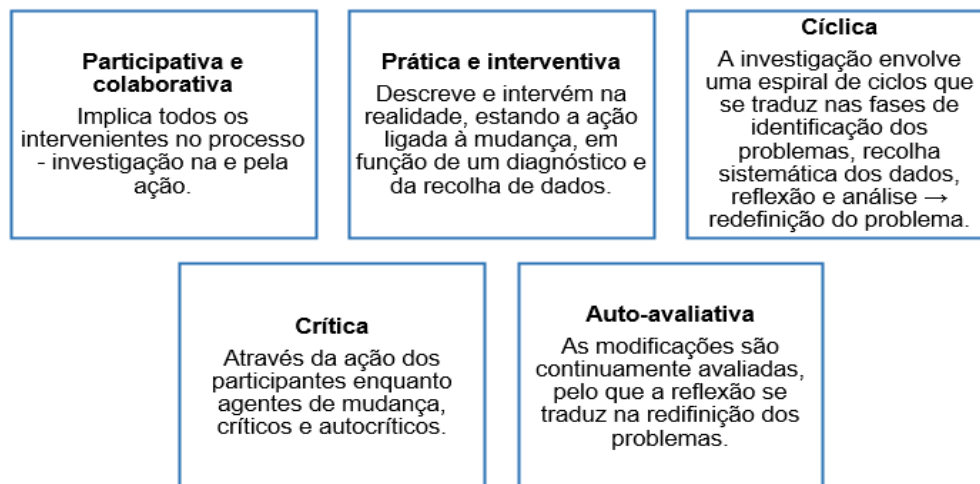 Participativa e
colaborativa
Implica todos os
intervenientes no processo
- investigação na e pela
ação.
Prática e interventiva
Descreve e intervém na
realidade, estando a ação
ligada à mudança, em
função de um diagnóstico e
da recolha de dados.
Cíclica
A investigação envolve
uma espiral de ciclos que
se traduz nas fases de
identificação dos
problemas, recolha
sistemática dos dados,
reflexão e análise →
redefinição do problema.
Crítica
Através da ação dos
participantes enquanto
agentes de mudança,
críticos e autocríticos.
Auto-avaliativa
As modificações são
continuamente avaliadas,
pelo que a reflexão se
traduz na redifinição dos
problemas.